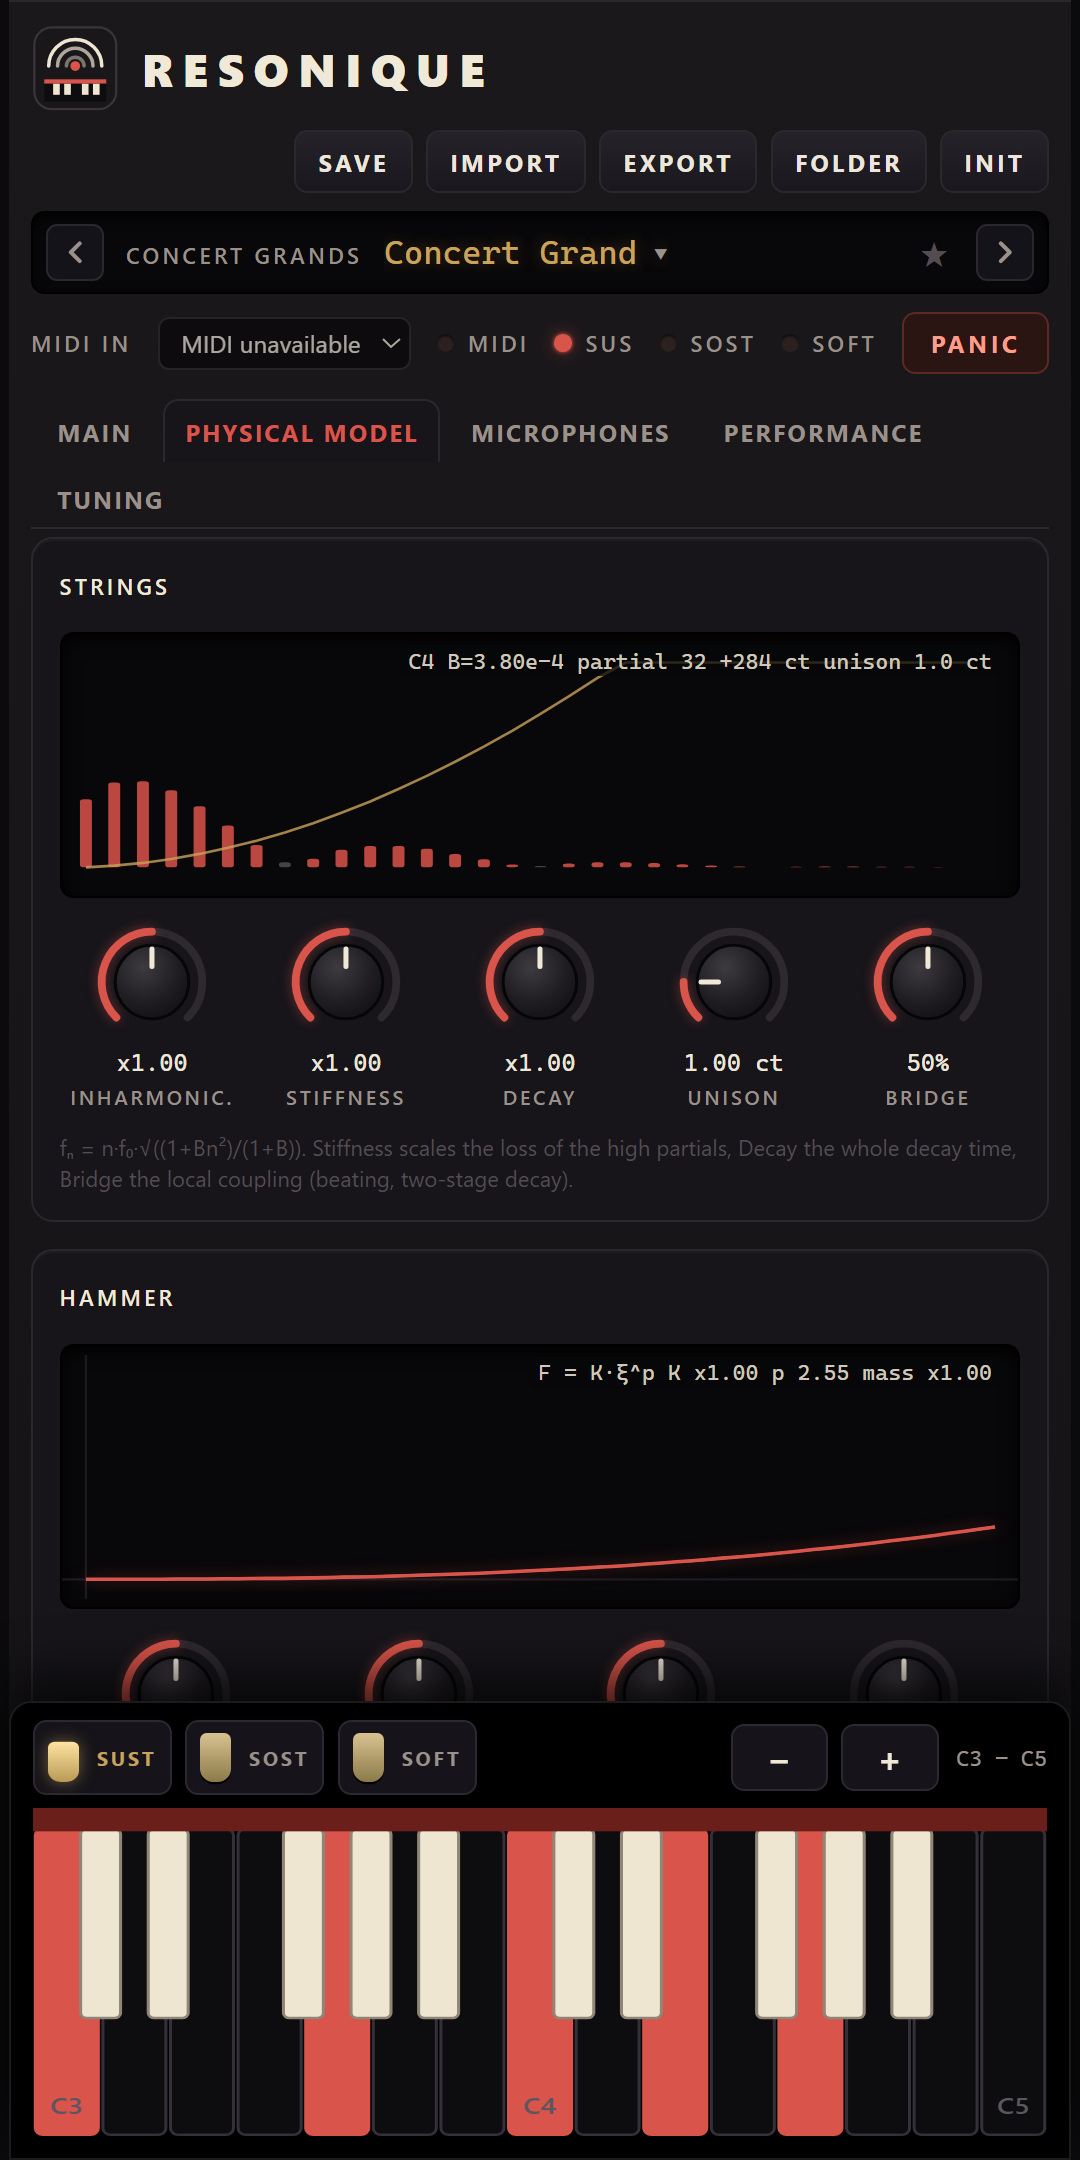 RESONIQUE
SAVE IMPORT EXPORT FOLDER INIT
CONCERT GRANDS Concert Grand ▾ ★
MIDI IN MIDI unavailable MIDI SUS SOST SOFT PANIC
MAIN PHYSICAL MODEL MICROPHONES PERFORMANCE
TUNING
STRINGS
C4 B=3.80e−4 partial 32 +284 ct unison 1.0 ct
x1.00 x1.00 x1.00 1.00 ct 50%
INHARMONIC. STIFFNESS DECAY UNISON BRIDGE
fₙ = n·f₀·√((1+Bn²)/(1+B)). Stiffness scales the loss of the high partials, Decay the whole decay time,
Bridge the local coupling (beating, two-stage decay).
HAMMER
F = K·ξ^p K x1.00 p 2.55 mass x1.00
SUST SOST SOFT − + C3 – C5
C3 C4 C5